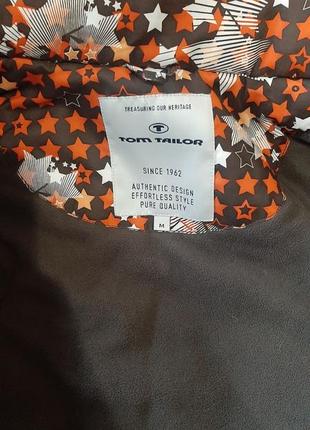 TREASURING OUR HERITAGE
TOM TAILOR
SINCE 1962
AUTHENTIC DESIGN
EFFORTLESS STYLE
PURE QUALITY
M